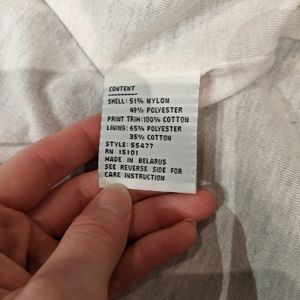 CONTENT
SHELL: 51% NYLON
49% POLYESTER
PRINT TRIM: 100% COTTON
LINING: 65% POLYESTER
35% COTTON
STYLE: 55477
RN 15101
MADE IN BELARUS
SEE REVERSE SIDE FOR
CARE INSTRUCTION